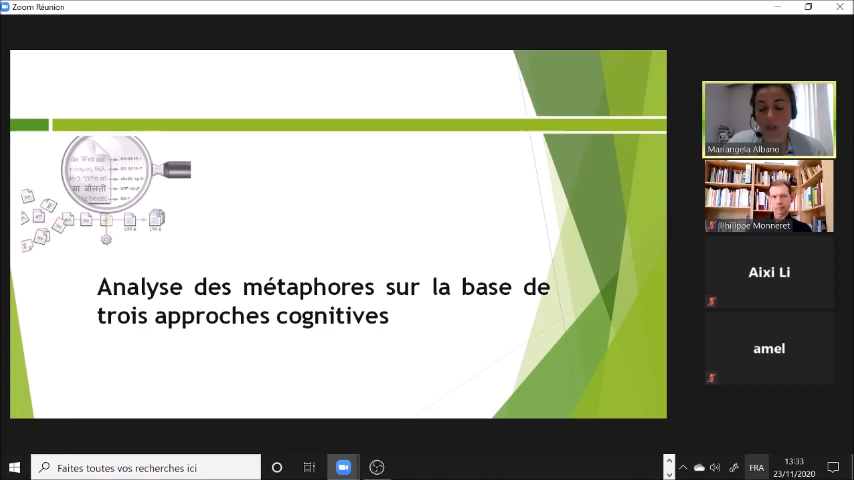 Zoom Réunion
Analyse des métaphores sur la base de
trois approches cognitives
Mariangela Albano
Philippe Monneret
Aixi Li
amel
Faites toutes vos recherches ici
FRA
13:33
23/11/2020